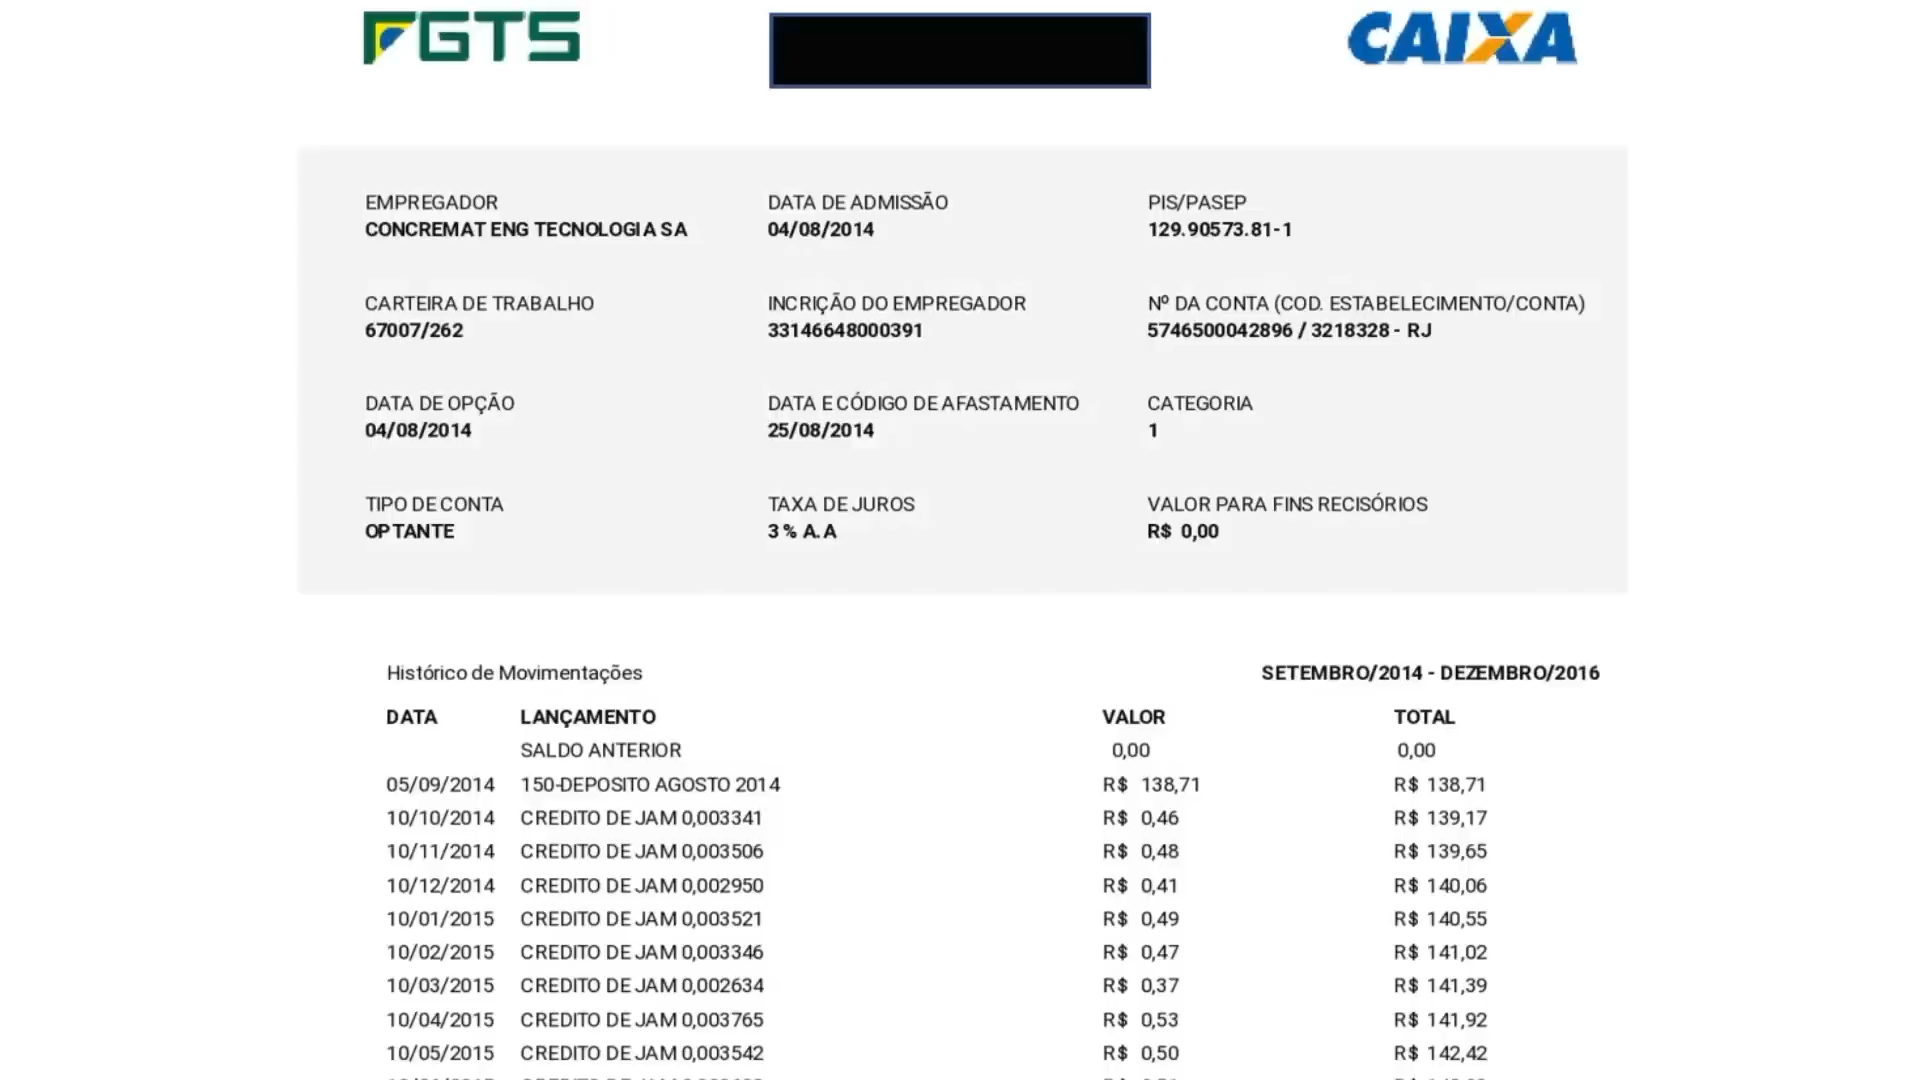 FGTS
CAIXA
EMPREGADOR DATA DE ADMISSÃO PIS/PASEP
CONCREMAT ENG TECNOLOGIA SA 04/08/2014 129.90573.81-1
CARTEIRA DE TRABALHO INCRIÇÃO DO EMPREGADOR Nº DA CONTA (COD. ESTABELECIMENTO/CONTA)
67007/262 33146648000391 5746500042896 / 3218328 - RJ
DATA DE OPÇÃO DATA E CÓDIGO DE AFASTAMENTO CATEGORIA
04/08/2014 25/08/2014 1
TIPO DE CONTA TAXA DE JUROS VALOR PARA FINS RECISÓRIOS
OPTANTE 3 % A.A R$ 0,00
Histórico de Movimentações SETEMBRO/2014 - DEZEMBRO/2016
DATA LANÇAMENTO VALOR TOTAL
SALDO ANTERIOR 0,00 0,00
05/09/2014 150-DEPOSITO AGOSTO 2014 R$ 138,71 R$ 138,71
10/10/2014 CREDITO DE JAM 0,003341 R$ 0,46 R$ 139,17
10/11/2014 CREDITO DE JAM 0,003506 R$ 0,48 R$ 139,65
10/12/2014 CREDITO DE JAM 0,002950 R$ 0,41 R$ 140,06
10/01/2015 CREDITO DE JAM 0,003521 R$ 0,49 R$ 140,55
10/02/2015 CREDITO DE JAM 0,003346 R$ 0,47 R$ 141,02
10/03/2015 CREDITO DE JAM 0,002634 R$ 0,37 R$ 141,39
10/04/2015 CREDITO DE JAM 0,003765 R$ 0,53 R$ 141,92
10/05/2015 CREDITO DE JAM 0,003542 R$ 0,50 R$ 142,42